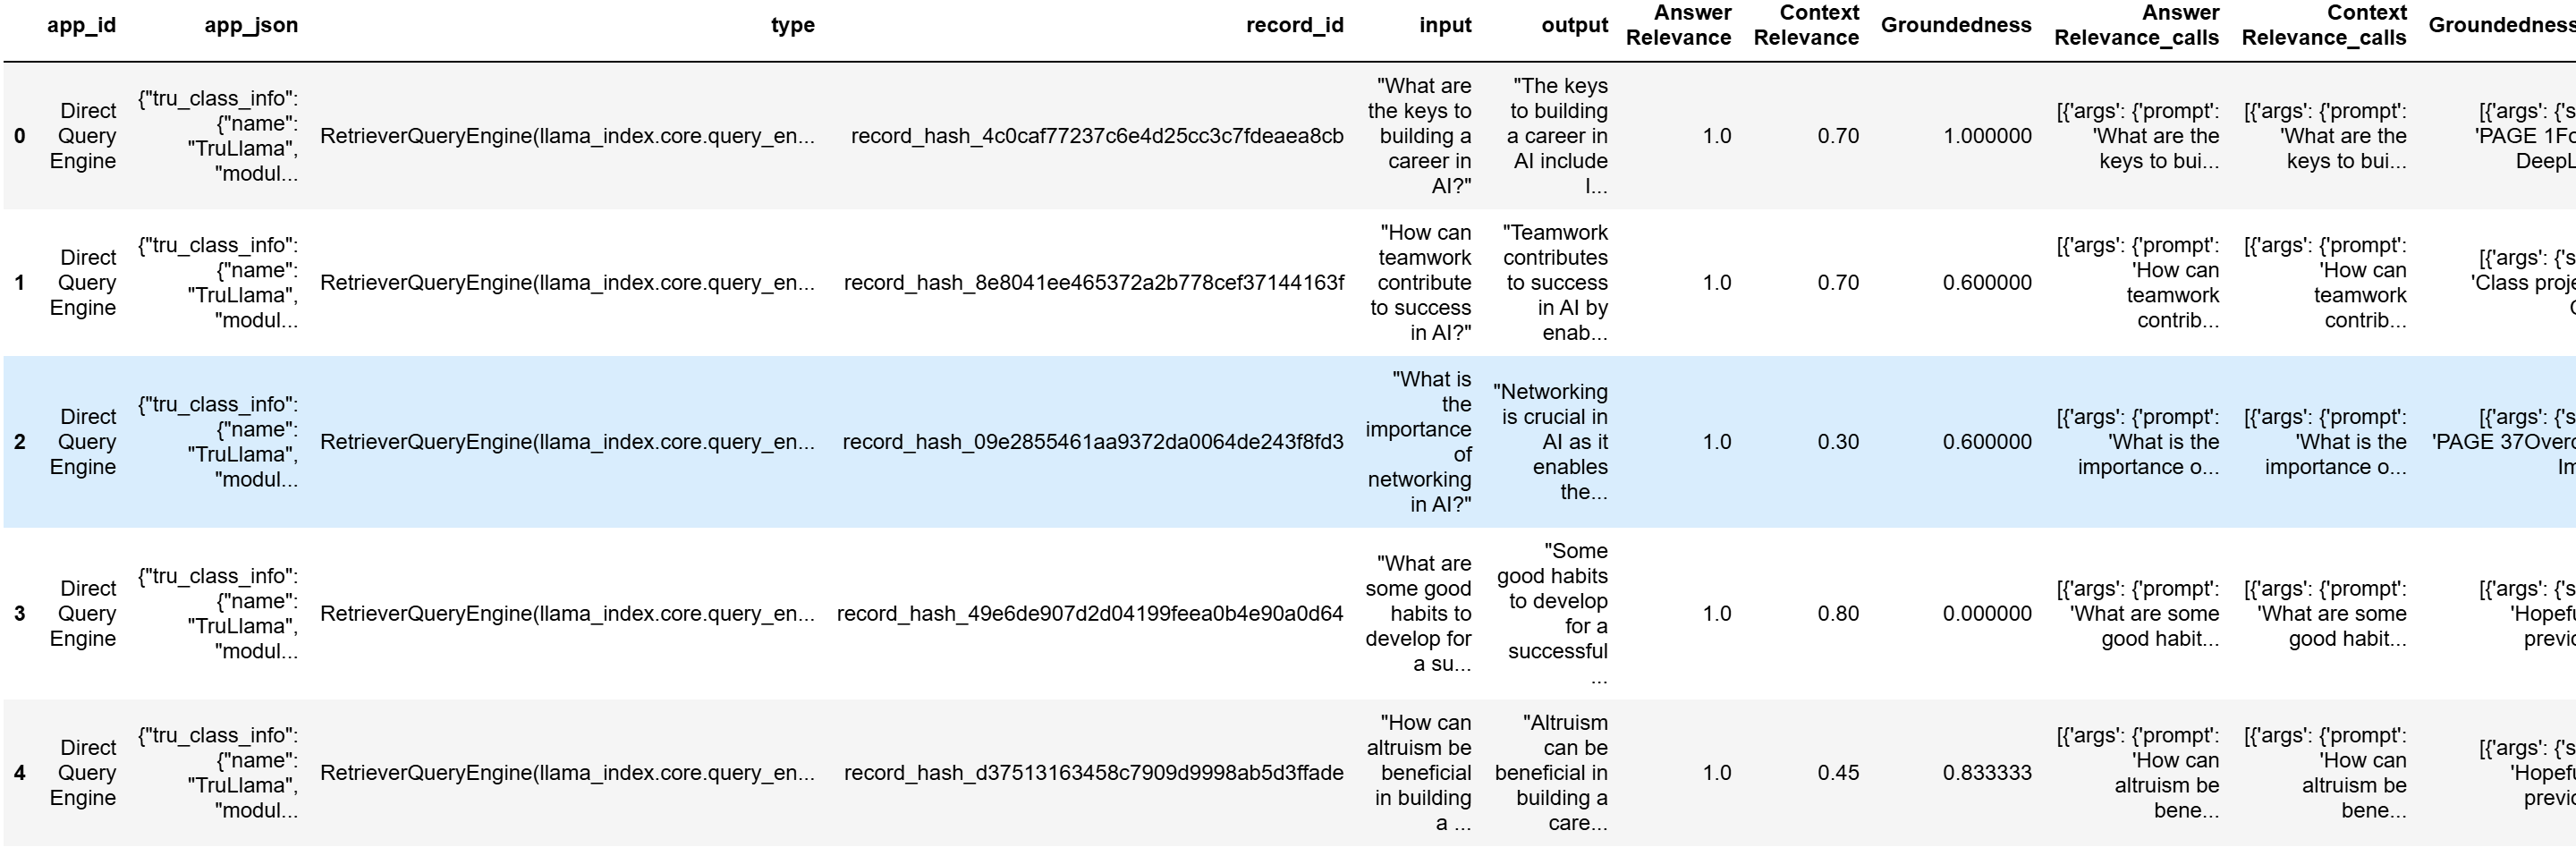 app_id app_json type record_id input output Answer Relevance Context Relevance Groundedness Answer Relevance_calls Context Relevance_calls Groundedness
0
Direct
Query
Engine
{"tru_class_info":
{"name":
"TruLlama",
"modul...
RetrieverQueryEngine(llama_index.core.query_en...
record_hash_4c0caf77237c6e4d25cc3c7fdeaea8cb
"What are
the keys to
building a
career in
AI?"
"The keys
to building
a career in
AI include
l...
1.0
0.70
1.000000
[{'args': {'prompt':
'What are the
keys to bui...
[{'args': {'prompt':
'What are the
keys to bui...
[{'args': {'s
'PAGE 1Fo
DeepL
1
Direct
Query
Engine
{"tru_class_info":
{"name":
"TruLlama",
"modul...
RetrieverQueryEngine(llama_index.core.query_en...
record_hash_8e8041ee465372a2b778cef37144163f
"How can
teamwork
contribute
to success
in AI?"
"Teamwork
contributes
to success
in AI by
enab...
1.0
0.70
0.600000
[{'args': {'prompt':
'How can
teamwork
contrib...
[{'args': {'prompt':
'How can
teamwork
contrib...
[{'args': {'s
'Class proje
2
Direct
Query
Engine
{"tru_class_info":
{"name":
"TruLlama",
"modul...
RetrieverQueryEngine(llama_index.core.query_en...
record_hash_09e2855461aa9372da0064de243f8fd3
"What is
the
importance
of
networking
in AI?"
"Networking
is crucial in
AI as it
enables
the...
1.0
0.30
0.600000
[{'args': {'prompt':
'What is the
importance o...
[{'args': {'prompt':
'What is the
importance o...
[{'args': {'s
'PAGE 37Overc
Im
3
Direct
Query
Engine
{"tru_class_info":
{"name":
"TruLlama",
"modul...
RetrieverQueryEngine(llama_index.core.query_en...
record_hash_49e6de907d2d04199feea0b4e90a0d64
"What are
some good
habits to
develop for
a su...
"Some
good habits
to develop
for a
successful
...
1.0
0.80
0.000000
[{'args': {'prompt':
'What are some
good habit...
[{'args': {'prompt':
'What are some
good habit...
[{'args': {'s
'Hopefu
previo
4
Direct
Query
Engine
{"tru_class_info":
{"name":
"TruLlama",
"modul...
RetrieverQueryEngine(llama_index.core.query_en...
record_hash_d37513163458c7909d9998ab5d3ffade
"How can
altruism be
beneficial
in building
a ...
"Altruism
can be
beneficial in
building a
care...
1.0
0.45
0.833333
[{'args': {'prompt':
'How can
altruism be
bene...
[{'args': {'prompt':
'How can
altruism be
bene...
[{'args': {'s
'Hopefu
previo